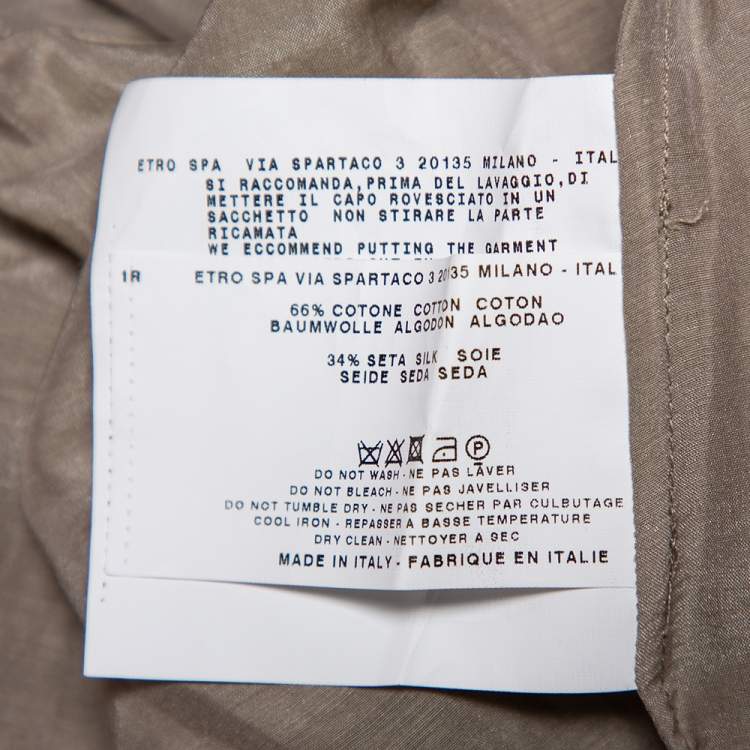 ETRO SPA VIA SPARTACO 3 20135 MILANO - ITAL
SI RACCOMANDA,PRIMA DEL LAVAGGIO,DI
METTERE IL CAPO ROVESCIATO IN UN
SACCHETTO NON STIRARE LA PARTE
RICAMATA
WE ECCOMMEND PUTTING THE GARMENT
1R ETRO SPA VIA SPARTACO 3 20135 MILANO - ITAL
66% COTONE COTTON COTON
BAUMWOLLE ALGODON ALGODAO
34% SETA SILK SOIE
SEIDE SEDA SEDA
P
DO NOT WASH - NE PAS LAVER
DO NOT BLEACH - NE PAS JAVELLISER
DO NOT TUMBLE DRY - NE PAS SECHER PAR CULBUTAGE
COOL IRON - REPASSER A BASSE TEMPERATURE
DRY CLEAN - NETTOYER A SEC
MADE IN ITALY - FABRIQUE EN ITALIE